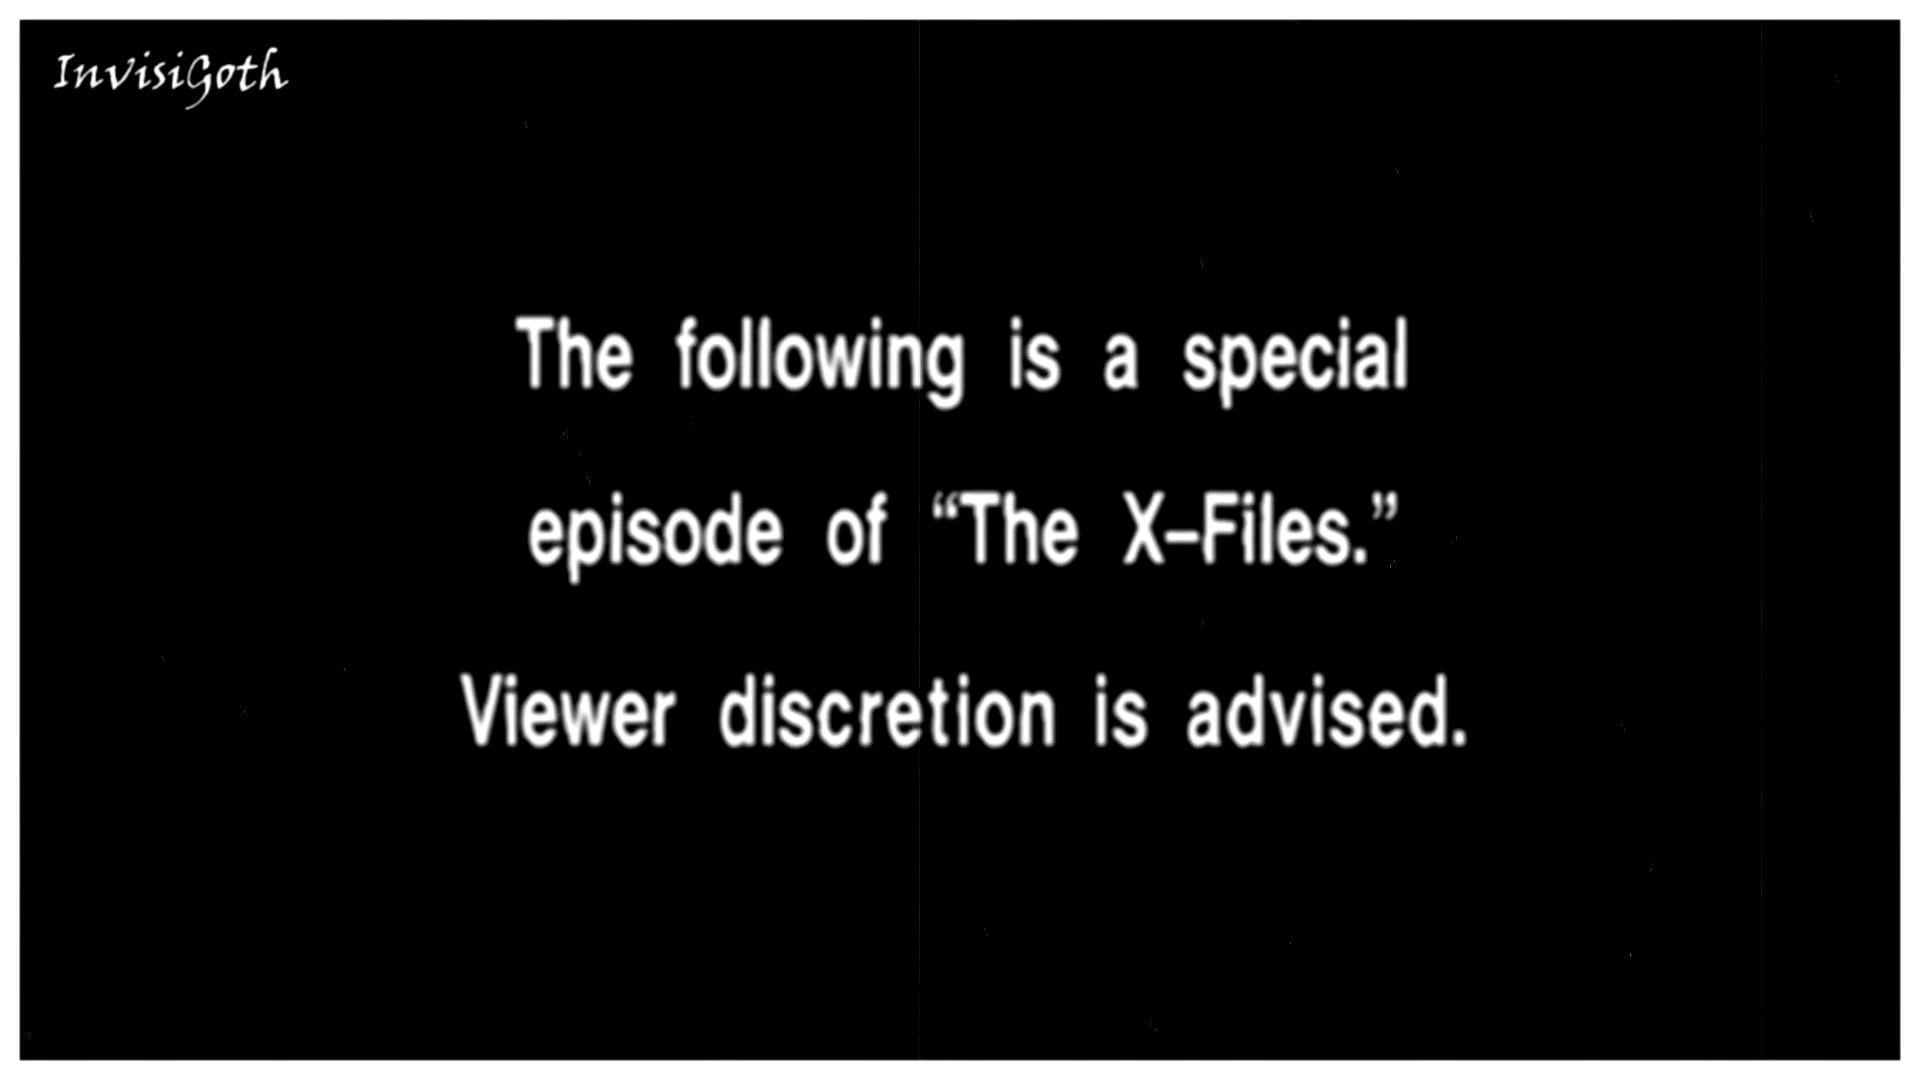 InvisiGoth
The following is a special
episode of “The X–Files.”
Viewer discretion is advised.